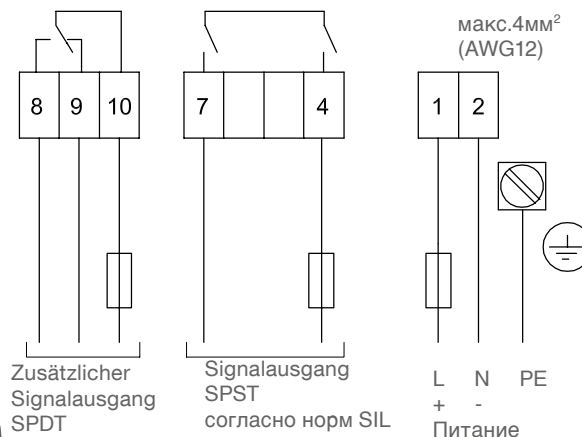 макс.4мм²
(AWG12)
8 9 10
7 4
1 2
Zusätzlicher
Signalausgang
SPDT
Signalausgang
SPST
согласно норм SIL
L N PE
+ -
Питание